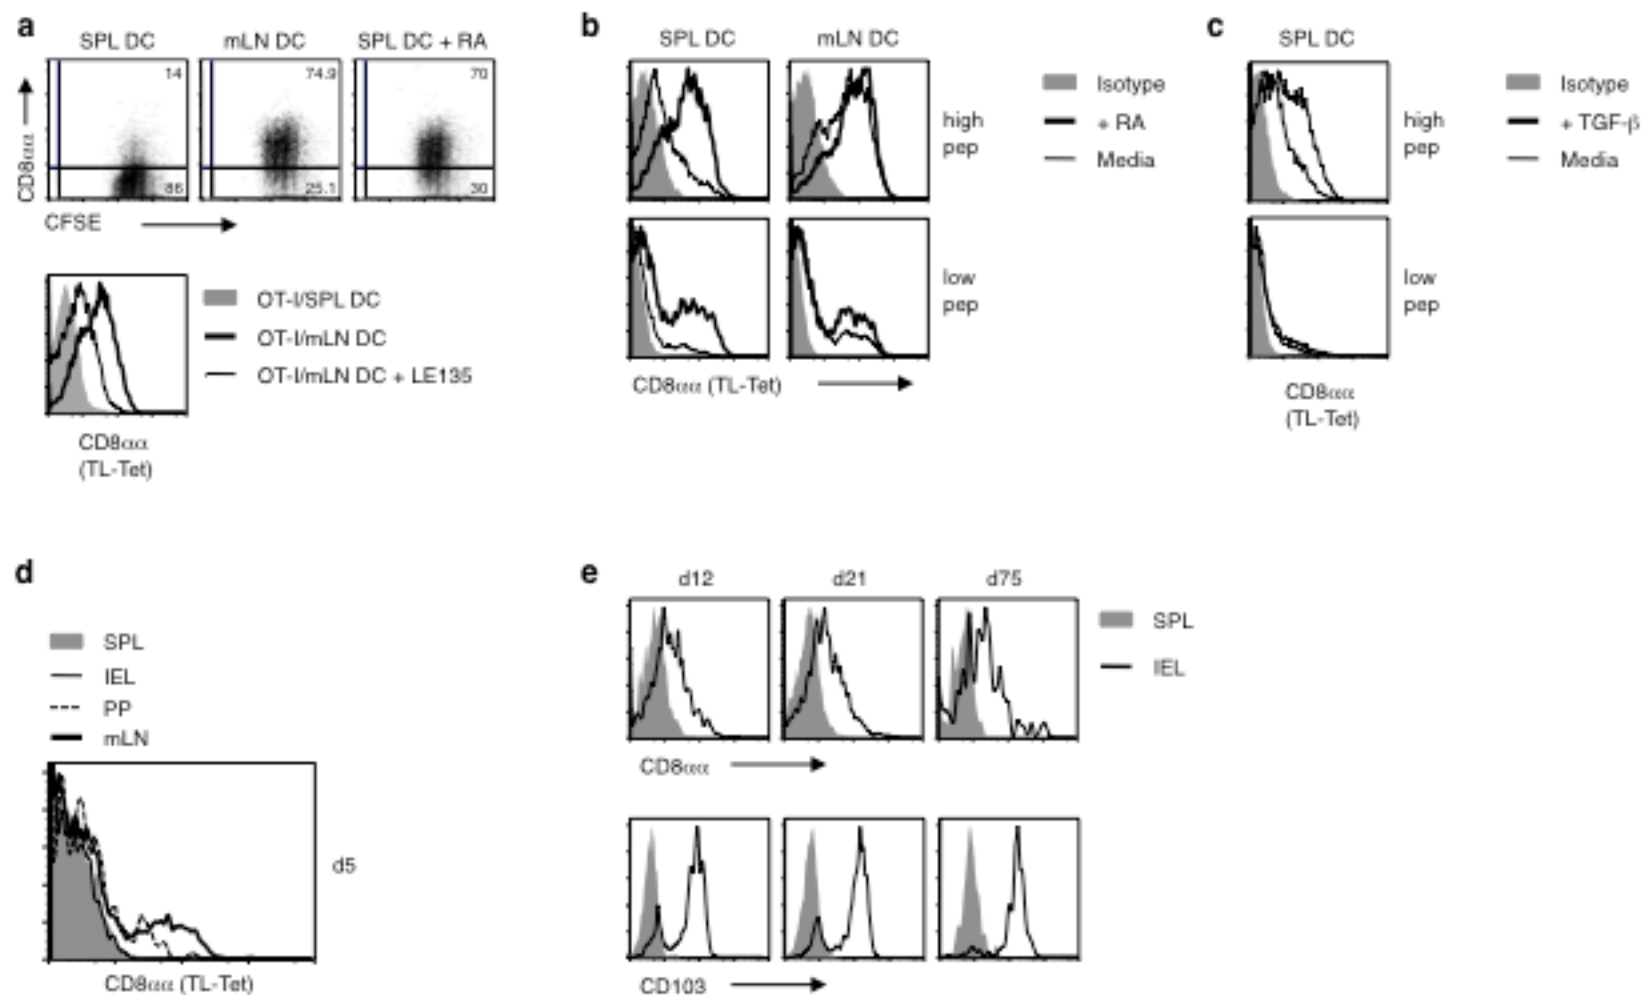 a
SPL DC
mLN DC
SPL DC + RA
14
74.9
70
86
25.1
30
CD8αα
CFSE
OT-I/SPL DC
OT-I/mLN DC
OT-I/mLN DC + LE135
CD8αα
(TL-Tet)
b
SPL DC
mLN DC
high
pep
low
pep
Isotype
+ RA
Media
CD8αα (TL-Tet)
c
SPL DC
high
pep
low
pep
Isotype
+ TGF-β
Media
CD8αα
(TL-Tet)
d
SPL
IEL
PP
mLN
d5
CD8αα (TL-Tet)
e
d12
d21
d75
SPL
IEL
CD8αα
CD103